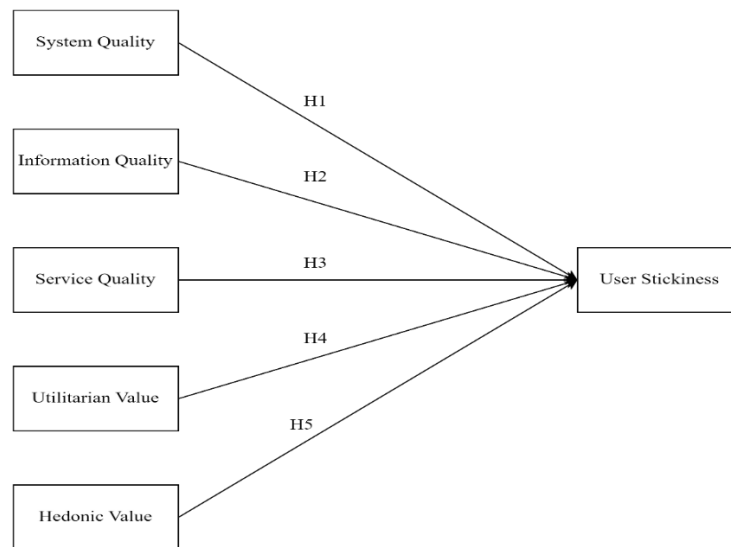 System Quality
H1
Information Quality
H2
Service Quality
H3
User Stickiness
H4
Utilitarian Value
H5
Hedonic Value